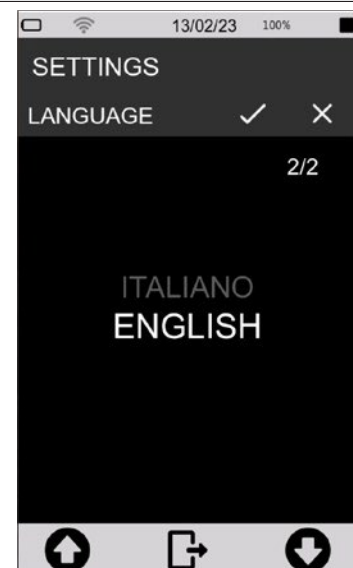 13/02/23 100%
SETTINGS
LANGUAGE
2/2
ITALIANO
ENGLISH